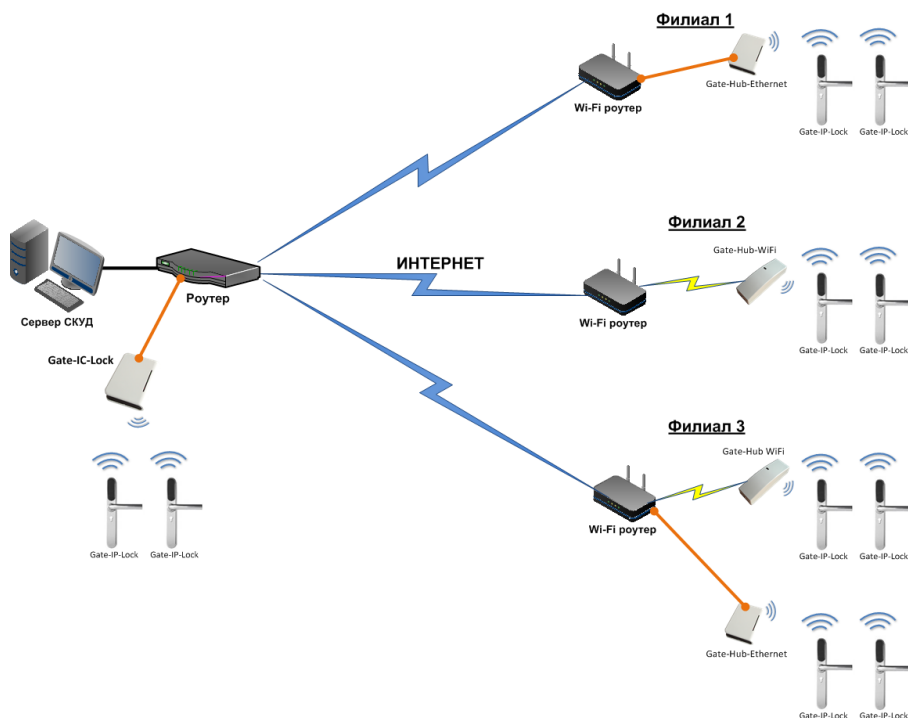 Филиал 1
Gate-Hub-Ethernet
Wi-Fi роутер
Gate-IP-Lock
Gate-IP-Lock
Филиал 2
Gate-Hub-WiFi
ИНТЕРНЕТ
Wi-Fi роутер
Gate-IP-Lock
Gate-IP-Lock
Роутер
Сервер СКУД
Gate-IC-Lock
Филиал 3
Gate-Hub WiFi
Wi-Fi роутер
Gate-IP-Lock
Gate-IP-Lock
Gate-IP-Lock
Gate-IP-Lock
Gate-Hub-Ethernet
Gate-IP-Lock
Gate-IP-Lock